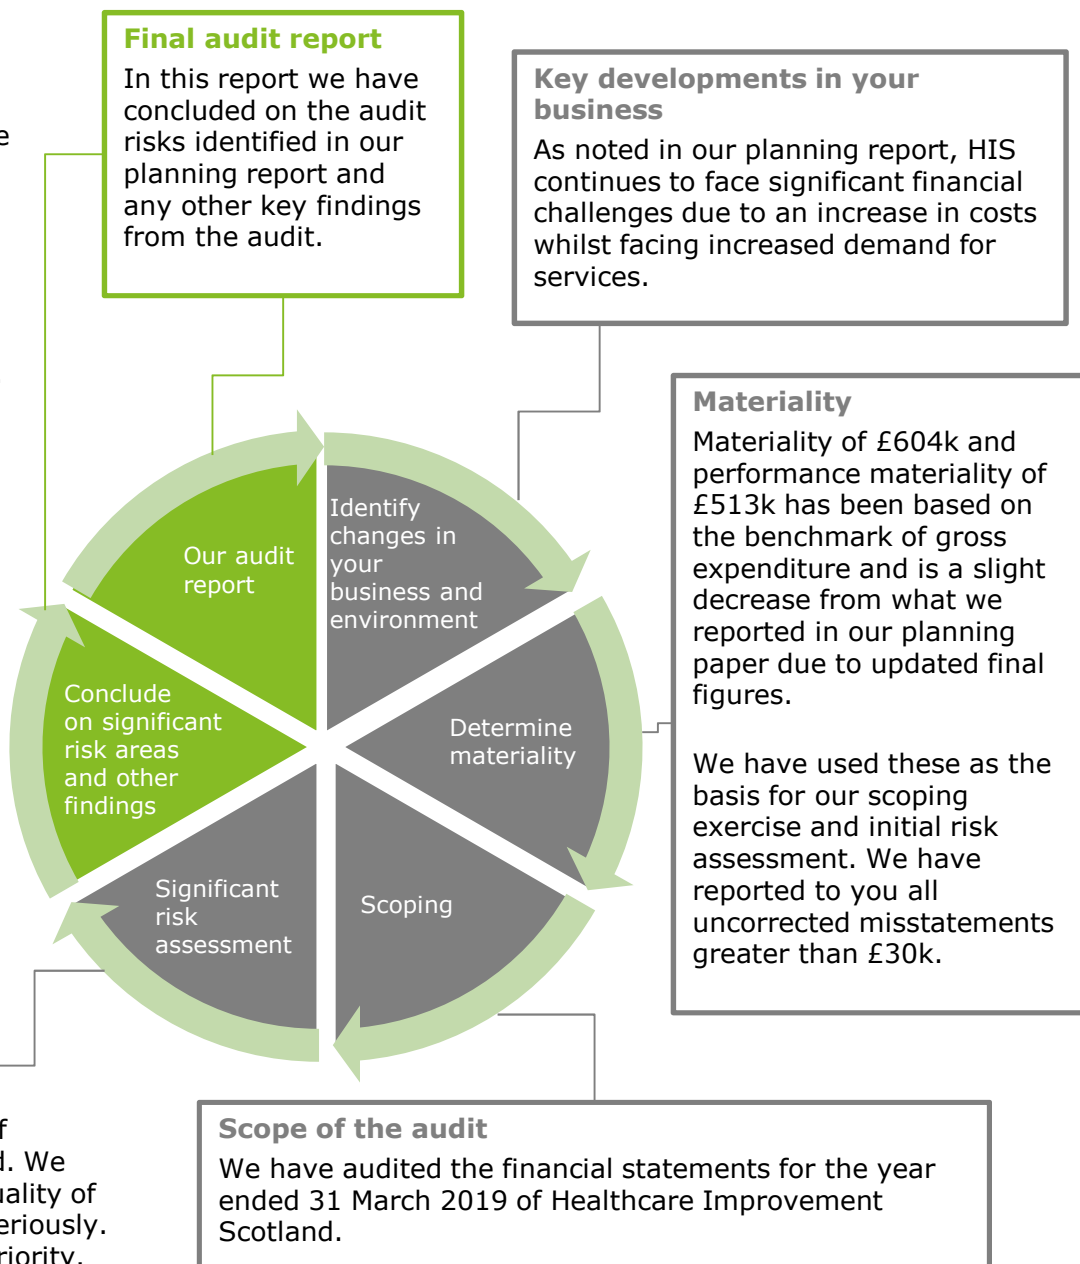 Final audit report
In this report we have
concluded on the audit
risks identified in our
planning report and
any other key findings
from the audit.
Key developments in your
business
As noted in our planning report, HIS
continues to face significant financial
challenges due to an increase in costs
whilst facing increased demand for
services.
Materiality
Materiality of £604k and
performance materiality of
£513k has been based on
the benchmark of gross
expenditure and is a slight
decrease from what we
reported in our planning
paper due to updated final
figures.
We have used these as the
basis for our scoping
exercise and initial risk
assessment. We have
reported to you all
uncorrected misstatements
greater than £30k.
Identify
changes in
your
business and
environment
Determine
materiality
Scoping
Significant
risk
assessment
Conclude
on significant
risk areas
and other
findings
Our audit
report
Scope of the audit
We have audited the financial statements for the year
ended 31 March 2019 of Healthcare Improvement
Scotland.
We